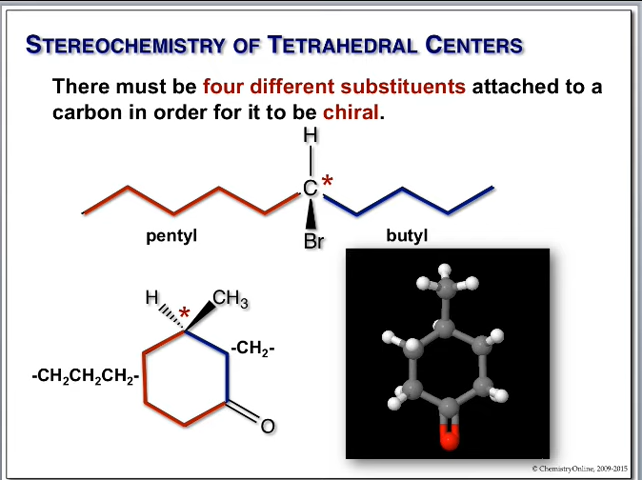 STEREOCHEMISTRY OF TETRAHEDRAL CENTERS
There must be four different substituents attached to a
carbon in order for it to be chiral.
H
C *
pentyl
Br
butyl
H
CH₃
*
-CH₂-
-CH₂CH₂CH₂-
O
© ChemistryOnline, 2009-2015